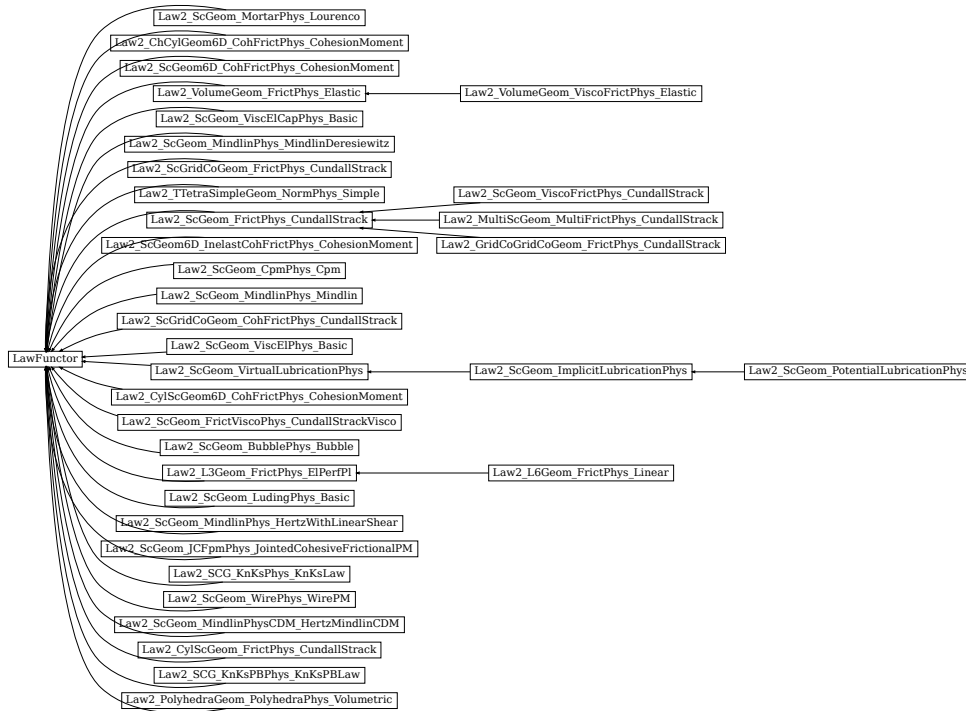 Law2_ScGeom_MortarPhys_Lourenco
Law2_ChCylGeom6D_CohFrictPhys_CohesionMoment
Law2_ScGeom6D_CohFrictPhys_CohesionMoment
Law2_VolumeGeom_FrictPhys_Elastic
Law2_VolumeGeom_ViscoFrictPhys_Elastic
Law2_ScGeom_ViscElCapPhys_Basic
Law2_ScGeom_MindlinPhys_MindlinDeresiewitz
Law2_ScGridCoGeom_FrictPhys_CundallStrack
Law2_TTetraSimpleGeom_NormPhys_Simple
Law2_ScGeom_ViscoFrictPhys_CundallStrack
Law2_ScGeom_FrictPhys_CundallStrack
Law2_MultiScGeom_MultiFrictPhys_CundallStrack
Law2_ScGeom6D_InelastCohFrictPhys_CohesionMoment
Law2_GridCoGridCoGeom_FrictPhys_CundallStrack
Law2_ScGeom_CpmPhys_Cpm
Law2_ScGeom_MindlinPhys_Mindlin
Law2_ScGridCoGeom_CohFrictPhys_CundallStrack
Law2_ScGeom_ViscElPhys_Basic
LawFunctor
Law2_ScGeom_VirtualLubricationPhys
Law2_ScGeom_ImplicitLubricationPhys
Law2_ScGeom_PotentialLubricationPhys
Law2_CylScGeom6D_CohFrictPhys_CohesionMoment
Law2_ScGeom_FrictViscoPhys_CundallStrackVisco
Law2_ScGeom_BubblePhys_Bubble
Law2_L3Geom_FrictPhys_ElPerfPl
Law2_L6Geom_FrictPhys_Linear
Law2_ScGeom_LudingPhys_Basic
Law2_ScGeom_MindlinPhys_HertzWithLinearShear
Law2_ScGeom_JCFpmPhys_JointedCohesiveFrictionalPM
Law2_SCG_KnKsPhys_KnKsLaw
Law2_ScGeom_WirePhys_WirePM
Law2_ScGeom_MindlinPhysCDM_HertzMindlinCDM
Law2_CylScGeom_FrictPhys_CundallStrack
Law2_SCG_KnKsPBPhys_KnKsPBLaw
Law2_PolyhedraGeom_PolyhedraPhys_Volumetric